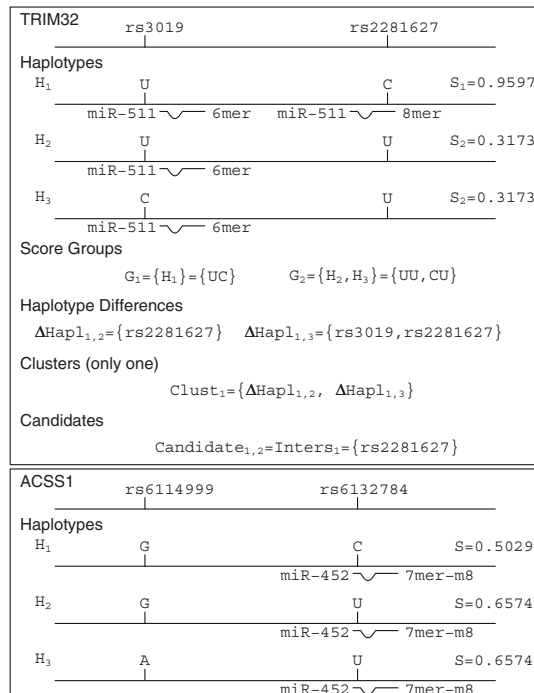 TRIM32
rs3019 rs2281627
Haplotypes
H1 U C S1=0.9597
miR-511 6mer miR-511 8mer
H2 U U S2=0.3173
miR-511 6mer
H3 C U S2=0.3173
miR-511 6mer
Score Groups
G1={H1}={UC} G2={H2,H3}={UU,CU}
Haplotype Differences
ΔHapl1,2={rs2281627} ΔHapl1,3={rs3019,rs2281627}
Clusters (only one)
Clust1={ΔHapl1,2, ΔHapl1,3}
Candidates
Candidate1,2=Inters1={rs2281627}
ACSS1
rs6114999 rs6132784
Haplotypes
H1 G C S=0.5029
miR-452 7mer-m8
H2 G U S=0.6574
miR-452 7mer-m8
H3 A U S=0.6574
miR-452 7mer-m8